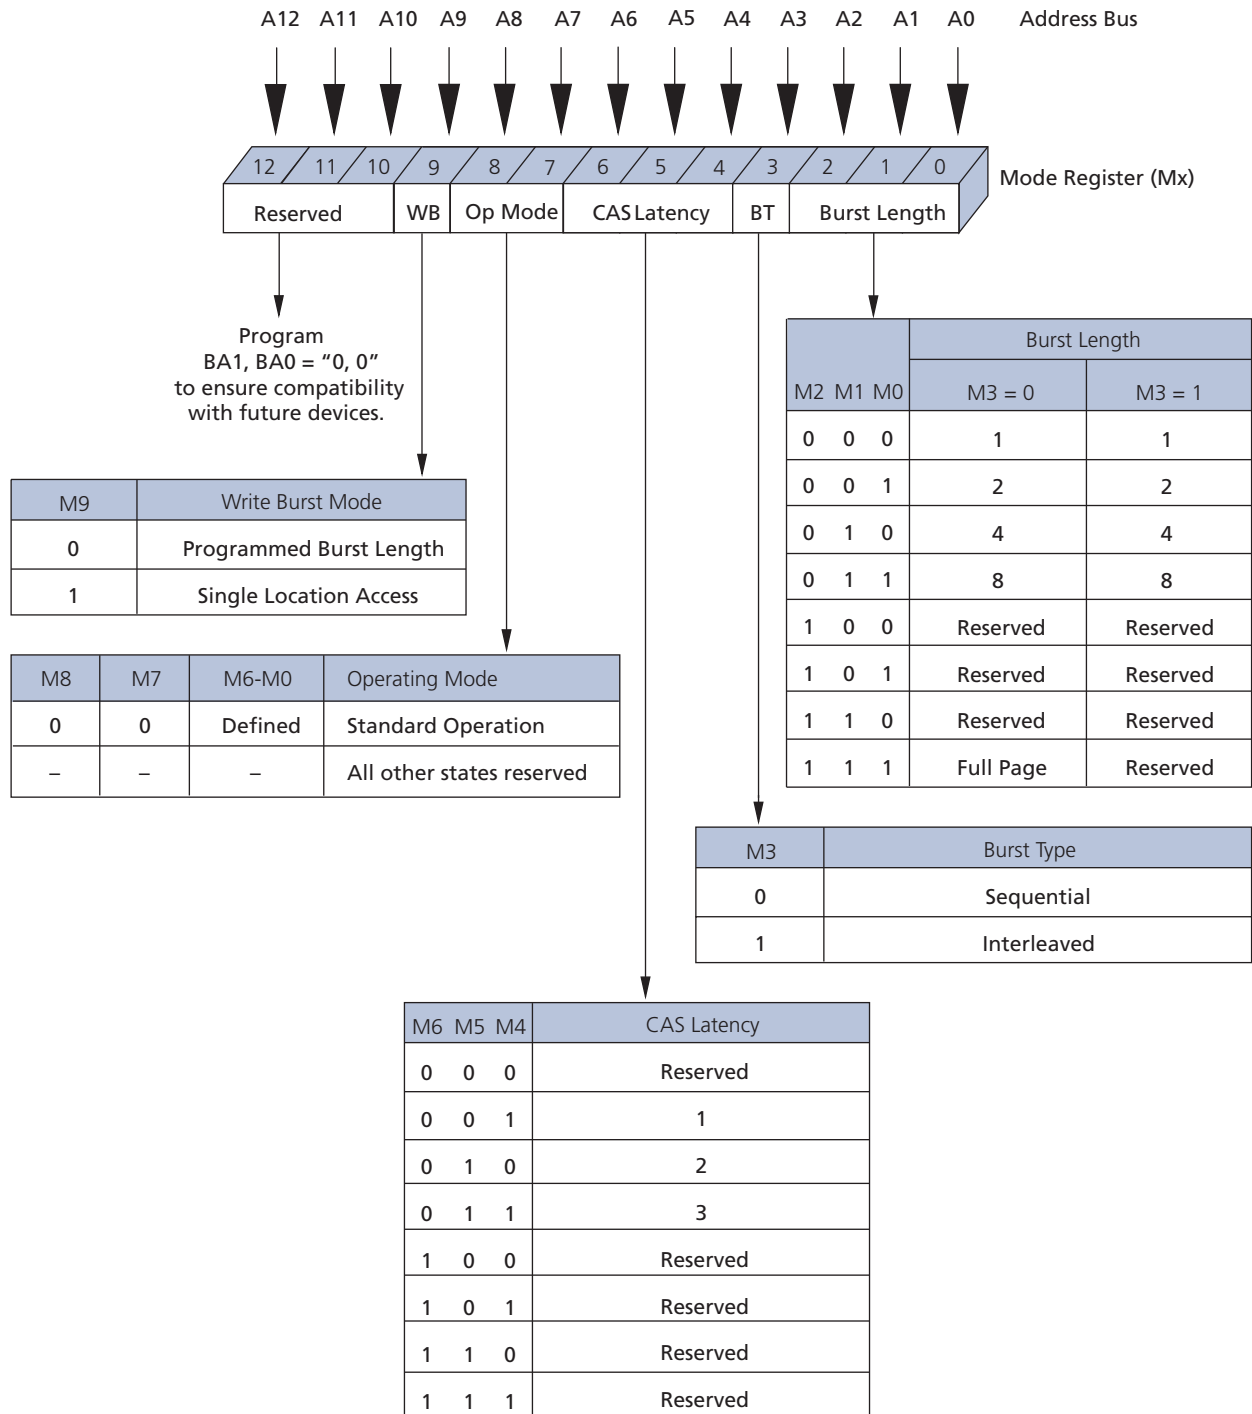 A12 A11 A10 A9 A8 A7 A6 A5 A4 A3 A2 A1 A0 Address Bus
12 11 10 9 8 7 6 5 4 3 2 1 0
Mode Register (Mx)
Reserved WB Op Mode CAS Latency BT Burst Length
Program
BA1, BA0 = “0, 0”
to ensure compatibility
with future devices.
Burst Length
M2 M1 M0 M3 = 0 M3 = 1
0 0 0 1 1
0 0 1 2 2
0 1 0 4 4
0 1 1 8 8
1 0 0 Reserved Reserved
1 0 1 Reserved Reserved
1 1 0 Reserved Reserved
1 1 1 Full Page Reserved
M9 Write Burst Mode
0 Programmed Burst Length
1 Single Location Access
M8 M7 M6-M0 Operating Mode
0 0 Defined Standard Operation
– – – All other states reserved
M3 Burst Type
0 Sequential
1 Interleaved
M6 M5 M4 CAS Latency
0 0 0 Reserved
0 0 1 1
0 1 0 2
0 1 1 3
1 0 0 Reserved
1 0 1 Reserved
1 1 0 Reserved
1 1 1 Reserved